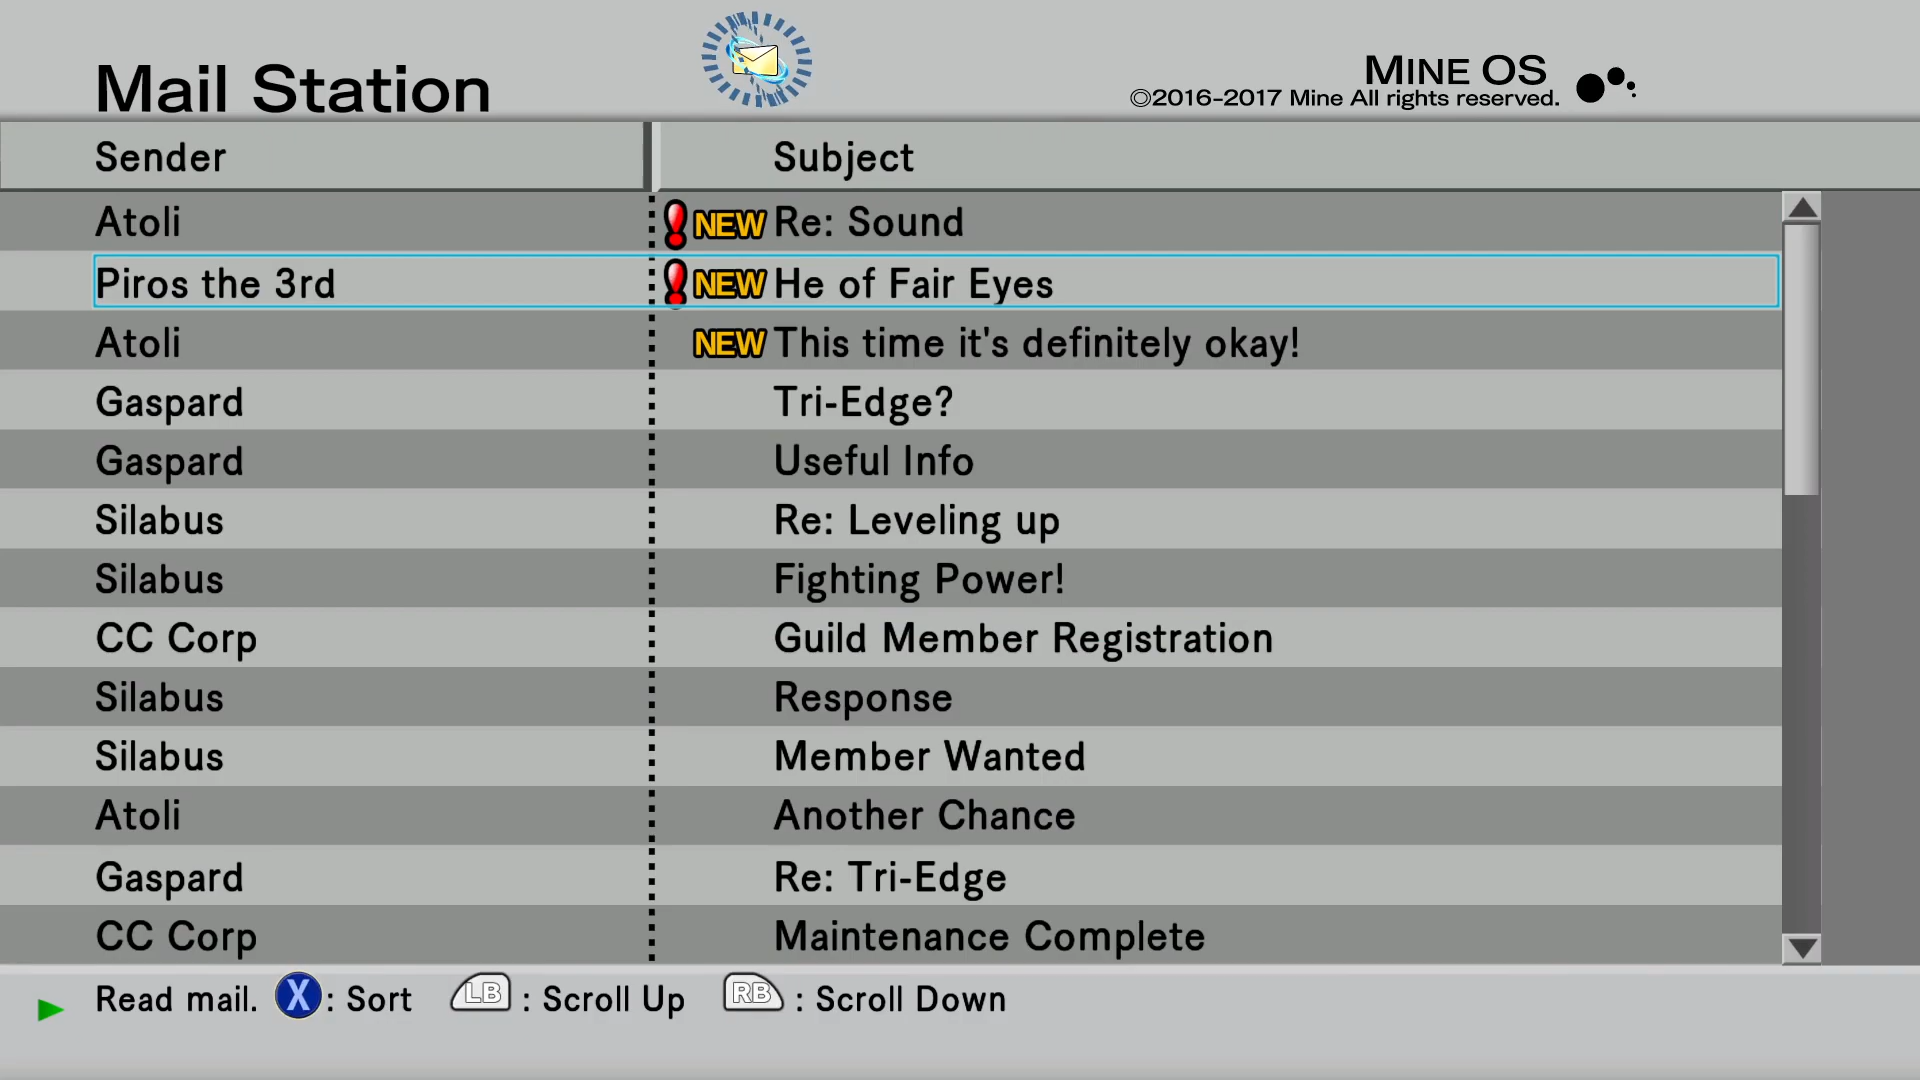 Mail Station
MINE OS
©2016-2017 Mine All rights reserved.
Sender Subject
Atoli NEW Re: Sound
Piros the 3rd NEW He of Fair Eyes
Atoli NEW This time it's definitely okay!
Gaspard Tri-Edge?
Gaspard Useful Info
Silabus Re: Leveling up
Silabus Fighting Power!
CC Corp Guild Member Registration
Silabus Response
Silabus Member Wanted
Atoli Another Chance
Gaspard Re: Tri-Edge
CC Corp Maintenance Complete
Read mail. X: Sort LB : Scroll Up RB : Scroll Down